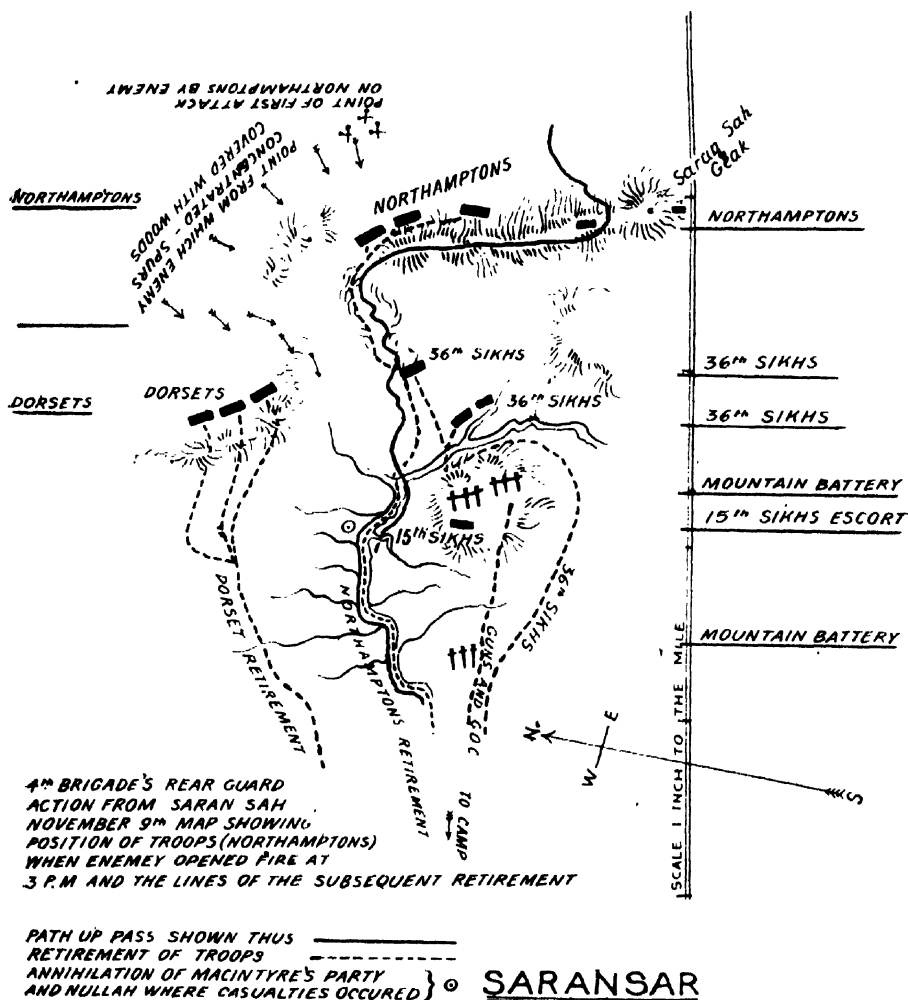 POINT OF FIRST ATTACK
ON NORTHAMPTONS BY ENEMY
POINT FROM WHICH ENEMY
CONCENTRATED - SPURS
COVERED WITH WOODS
Saran Sah
Glak
NORTHAMPTONS
NORTHAMPTONS
NORTHAMPTONS
36TH SIKHS
36TH SIKHS
DORSETS
DORSETS
36TH SIKHS
36TH SIKHS
MOUNTAIN BATTERY
15TH SIKHS ESCORT
15TH SIKHS
MOUNTAIN BATTERY
DORSET RETIREMENT
NORTHAMPTONS RETIREMENT
GUNS AND GOC
TO CAMP
36TH SIKHS
SCALE 1 INCH TO THE MILE
N.
E
W
S
4TH BRIGADE'S REAR GUARD
ACTION FROM SARAN SAH
NOVEMBER 9TH MAP SHOWING
POSITION OF TROOPS (NORTHAMPTONS)
WHEN ENEMEY OPENED FIRE AT
3 P.M AND THE LINES OF THE SUBSEQUENT RETIREMENT
PATH UP PASS SHOWN THUS
RETIREMENT OF TROOPS
ANNIHILATION OF MACINTYRE'S PARTY
AND NULLAH WHERE CASUALTIES OCCURED
SARANSAR